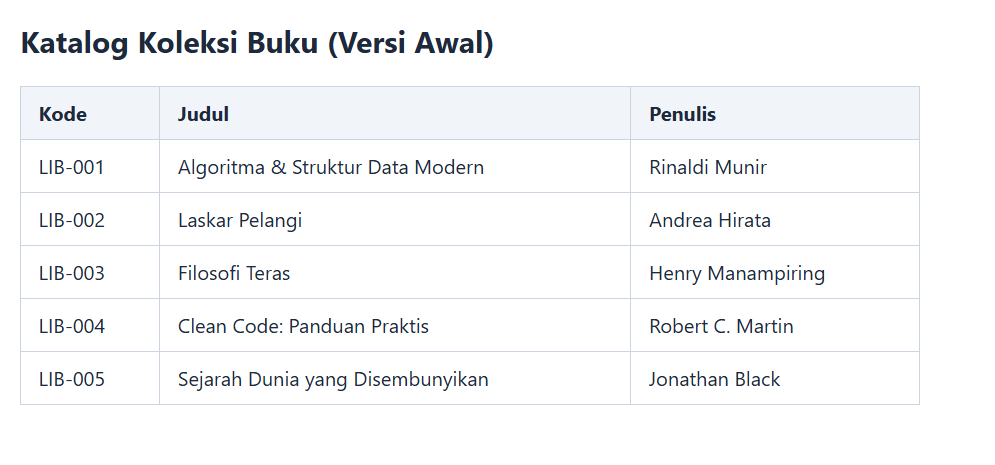 Katalog Koleksi Buku (Versi Awal)
Kode Judul Penulis
LIB-001 Algoritma & Struktur Data Modern Rinaldi Munir
LIB-002 Laskar Pelangi Andrea Hirata
LIB-003 Filosofi Teras Henry Manampiring
LIB-004 Clean Code: Panduan Praktis Robert C. Martin
LIB-005 Sejarah Dunia yang Disembunyikan Jonathan Black